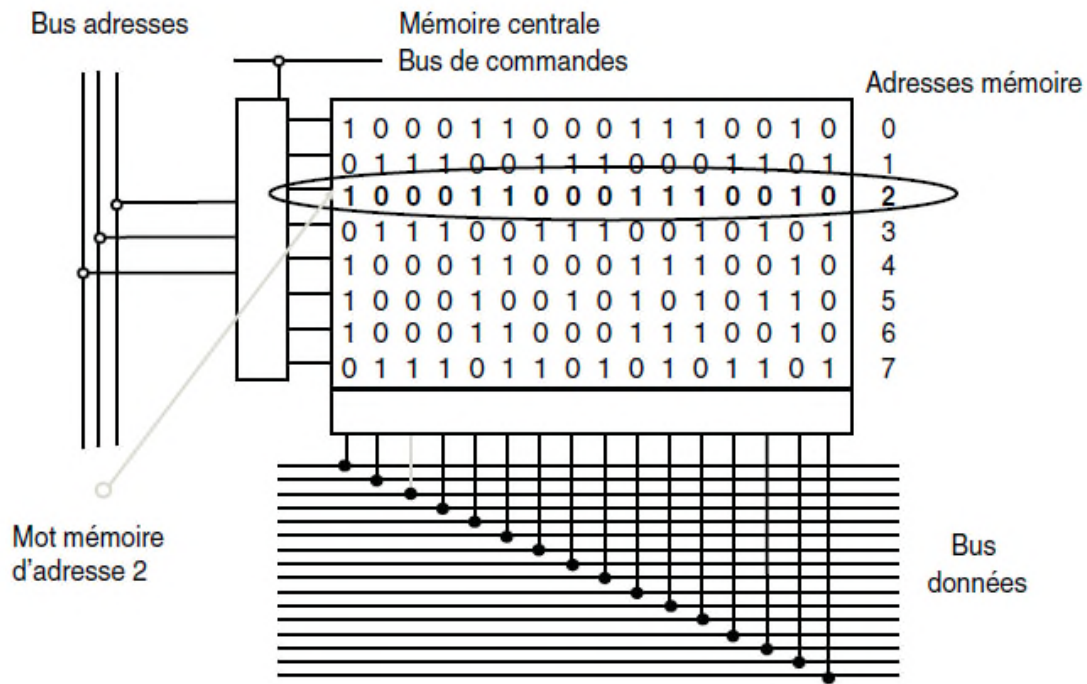 Bus adresses
Mémoire centrale
Bus de commandes
Adresses mémoire
1 0 0 0 1 1 0 0 0 1 1 1 0 0 1 0 0
0 1 1 1 0 0 1 1 1 0 0 0 1 1 0 1 1
1 0 0 0 1 1 0 0 0 1 1 1 0 0 1 0 2
0 1 1 1 0 0 1 1 1 0 0 1 0 1 0 1 3
1 0 0 0 1 1 0 0 0 1 1 1 0 0 1 0 4
1 0 0 0 1 0 0 1 0 1 0 1 0 1 1 0 5
1 0 0 0 1 1 0 0 0 1 1 1 0 0 1 0 6
0 1 1 1 0 1 1 0 1 0 1 0 1 1 0 1 7
Mot mémoire
d'adresse 2
Bus
données